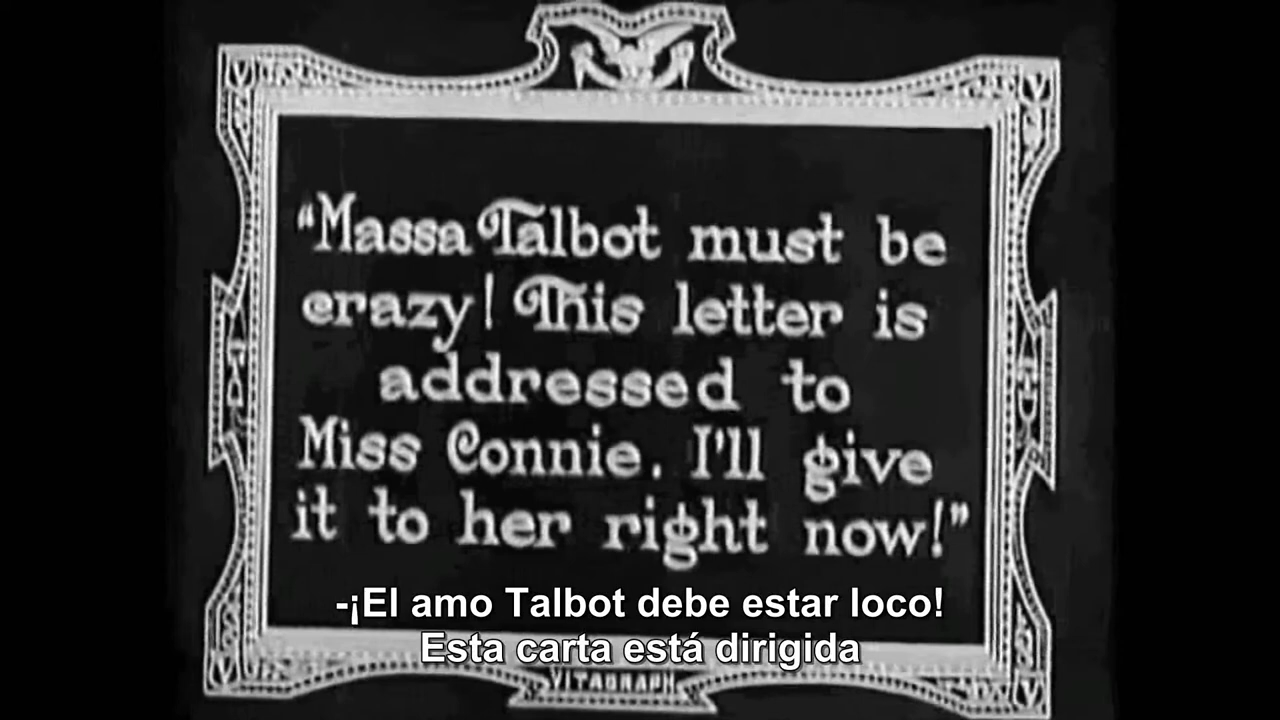 “Massa Talbot must be
crazy! This letter is
addressed to
Miss Connie. I'll give
it to her right now!”
-¡El amo Talbot debe estar loco!
Esta carta está dirigida
VITAGRAPH